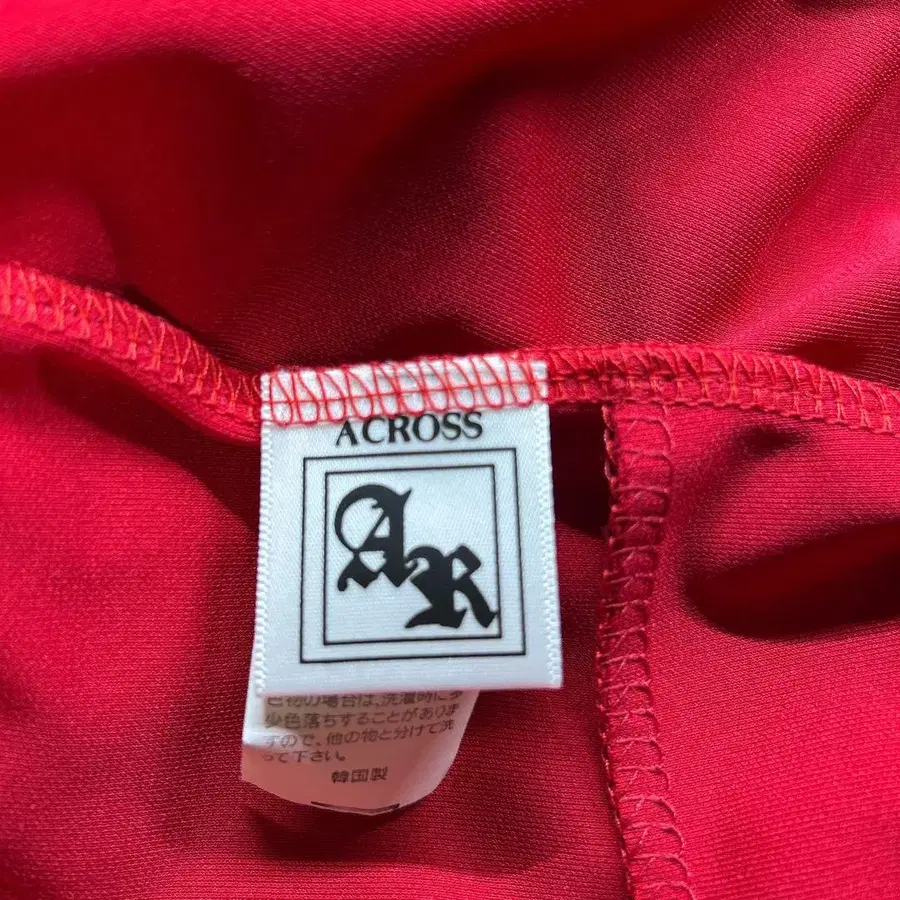 ACROSS
AR
色物の場合は、洗濯時に多
少色落ちすることがありま
すので、他の物と分けて洗
って下さい。
韓国製